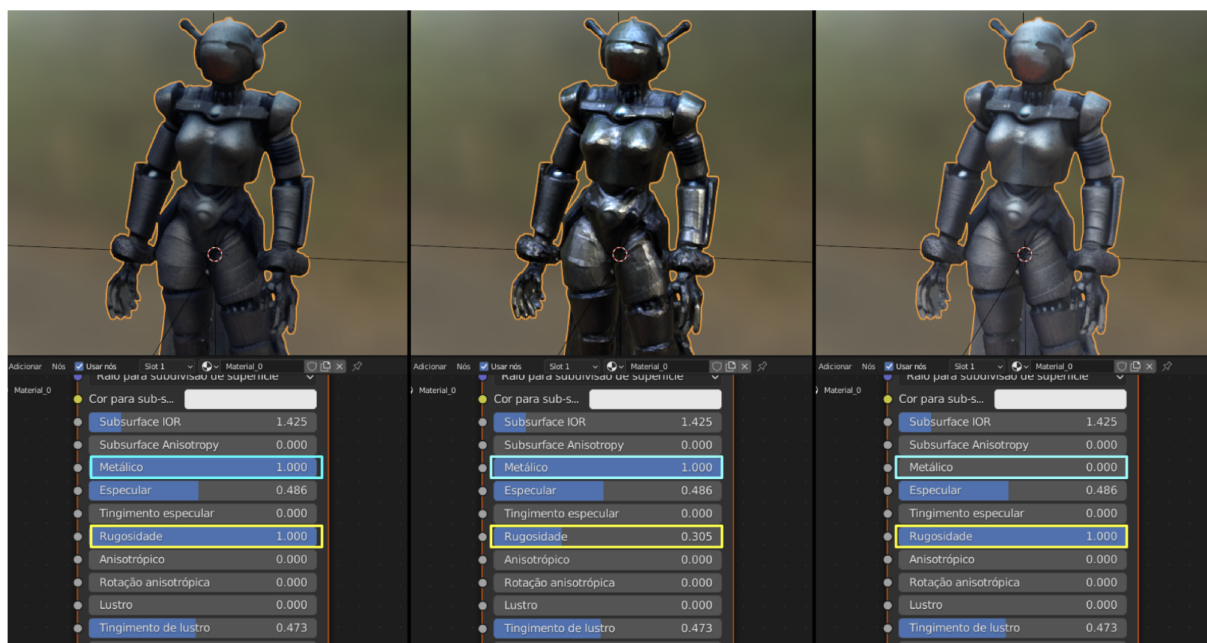 Adicionar Nós Usar nós Slot 1 Material_0
Raio para subdivisão de superfície
Material_0
Cor para sub-s...
Subsurface IOR 1.425
Subsurface Anisotropy 0.000
Metálico 1.000
Especular 0.486
Tingimento especular 0.000
Rugosidade 1.000
Anisotrópico 0.000
Rotação anisotrópica 0.000
Lustro 0.000
Tingimento de lustro 0.473
Adicionar Nós Usar nós Slot 1 Material_0
Raio para subdivisão de superfície
Material_0
Cor para sub-s...
Subsurface IOR 1.425
Subsurface Anisotropy 0.000
Metálico 1.000
Especular 0.486
Tingimento especular 0.000
Rugosidade 0.305
Anisotrópico 0.000
Rotação anisotrópica 0.000
Lustro 0.000
Tingimento de lustro 0.473
Adicionar Nós Usar nós Slot 1 Material_0
Raio para subdivisão de superfície
Material_0
Cor para sub-s...
Subsurface IOR 1.425
Subsurface Anisotropy 0.000
Metálico 0.000
Especular 0.486
Tingimento especular 0.000
Rugosidade 1.000
Anisotrópico 0.000
Rotação anisotrópica 0.000
Lustro 0.000
Tingimento de lustro 0.473